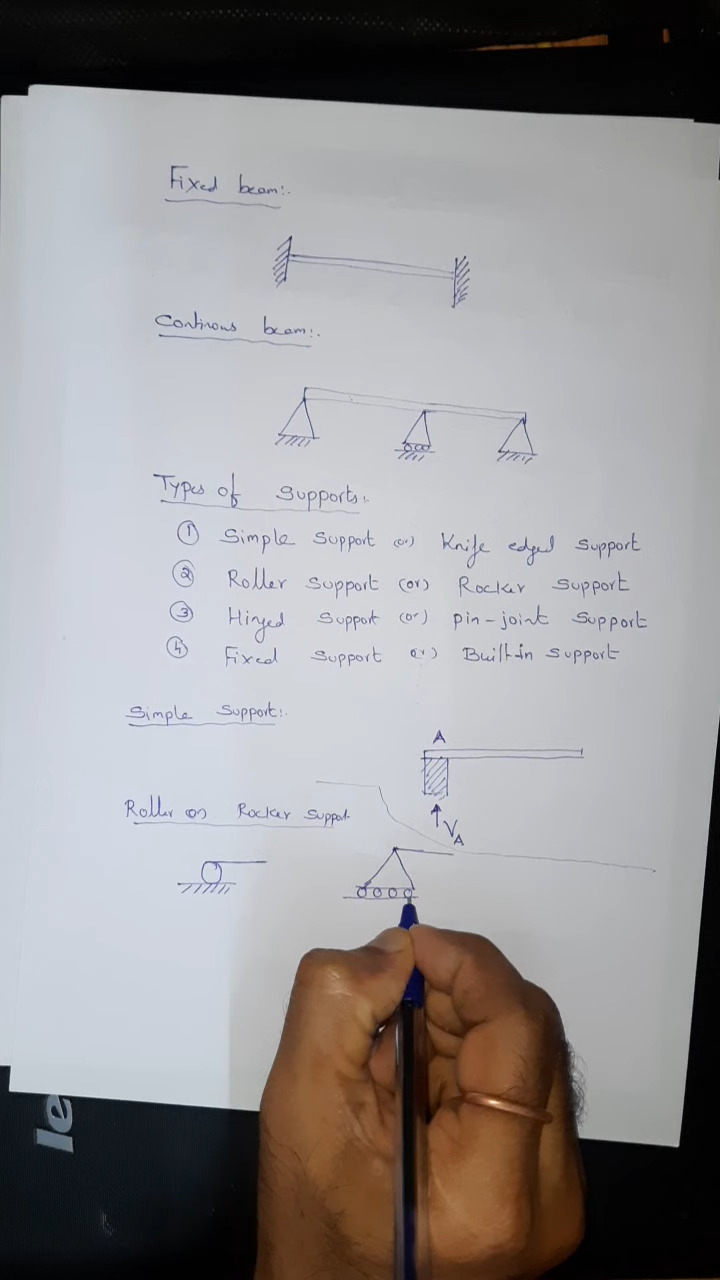 Fixed beam:-
Continous beam:-
Types of Supports:-
① Simple Support (or) Knife edged Support
② Roller Support (or) Rocker Support
③ Hinged Support (or) pin-joint Support
④ Fixed Support (or) Built-in Support
Simple Support:-
A
V_A
Roller or Rocker Support
le